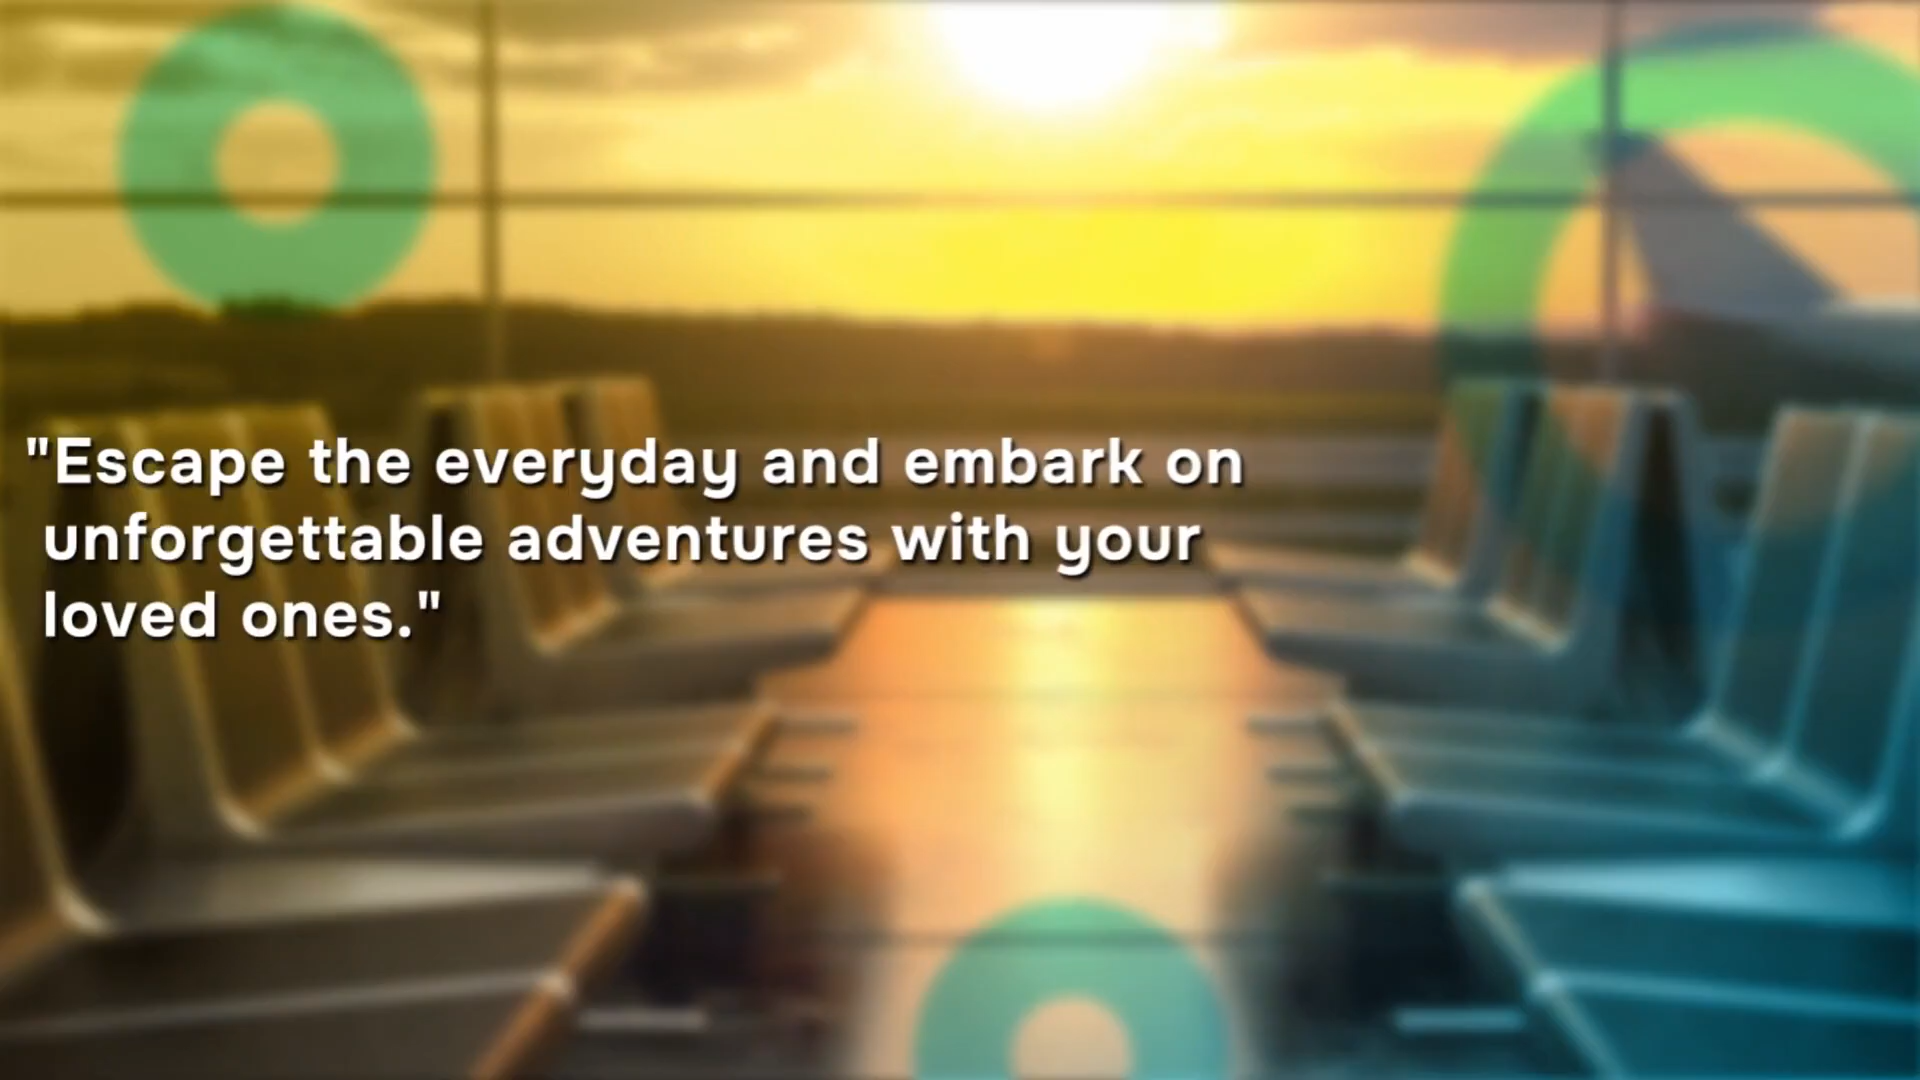 "Escape the everyday and embark on
unforgettable adventures with your
loved ones."